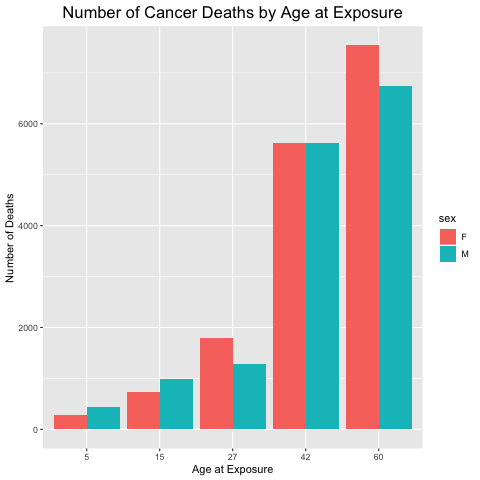 Number of Cancer Deaths by Age at Exposure
6000
4000
2000
0
Number of Deaths
5 15 27 42 60
Age at Exposure
sex
F
M